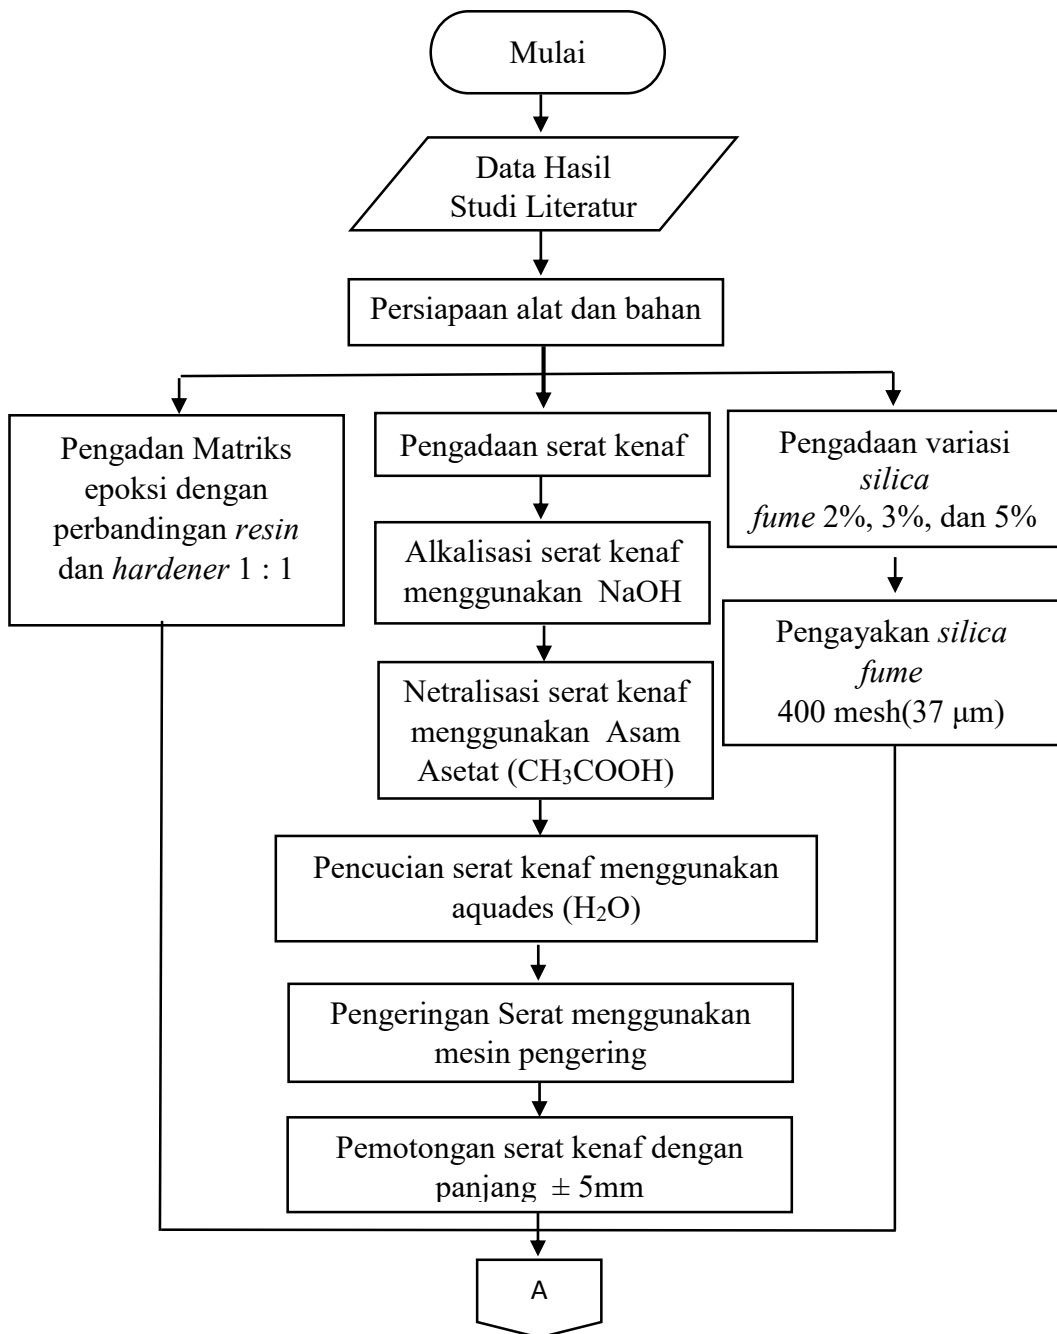 Mulai
Data Hasil
Studi Literatur
Persiapaan alat dan bahan
Pengadan Matriks
epoksi dengan
perbandingan resin
dan hardener 1 : 1
Pengadaan serat kenaf
Alkalisasi serat kenaf
menggunakan NaOH
Netralisasi serat kenaf
menggunakan Asam
Asetat (CH₃COOH)
Pengadaan variasi
silica
fume 2%, 3%, dan 5%
Pengayakan silica
fume
400 mesh(37 μm)
Pencucian serat kenaf menggunakan
aquades (H₂O)
Pengeringan Serat menggunakan
mesin pengering
Pemotongan serat kenaf dengan
panjang ± 5mm
A